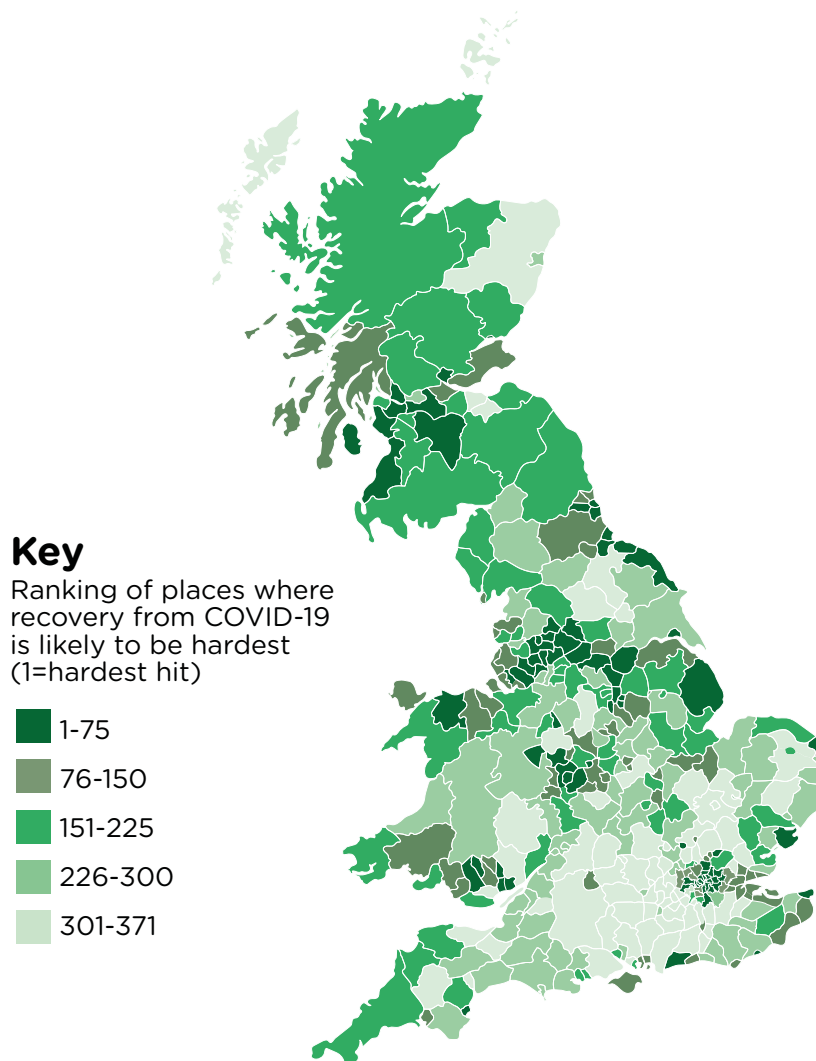 Key
Ranking of places where
recovery from COVID-19
is likely to be hardest
(1=hardest hit)
1-75
76-150
151-225
226-300
301-371